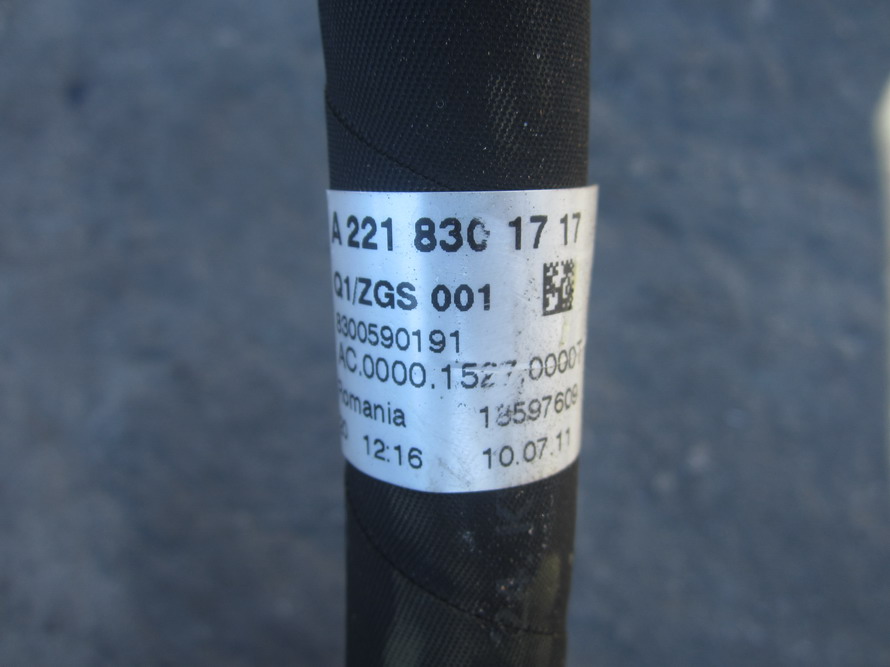 A 221 830 17 17
Q1/ZGS 001
8300590191
AC.0000.1527.0000
Romania 18597609
12:16 10.07.11